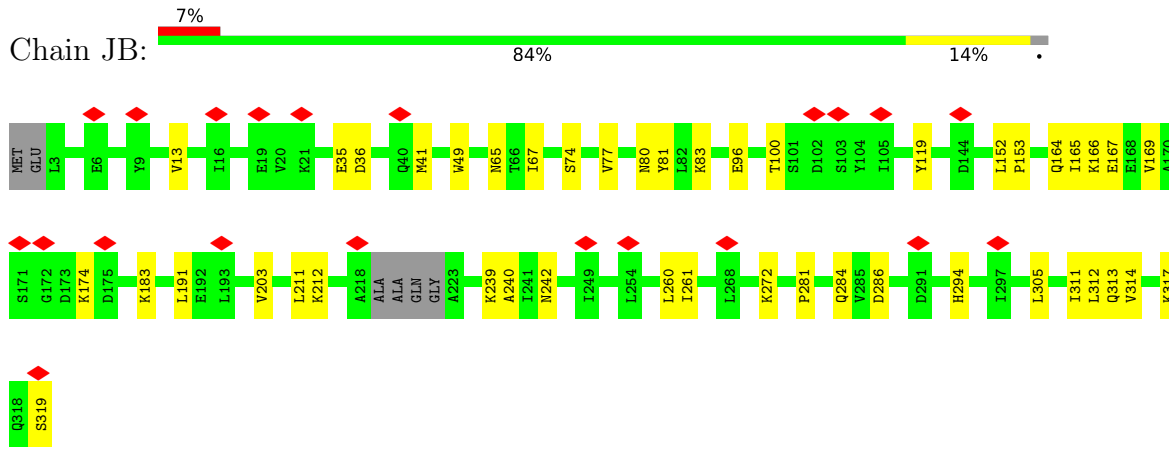 7%
Chain JB:
84% 14% •
MET GLU L3 E6 Y9 V13 I16 E19 V20 K21 E35 D36 Q40 M41 W49 N65 T66 I67 S74 V77 N80 Y81 L82 K83 E96 T100 S101 D102 S103 Y104 I105 Y119 D144 L152 P153 Q164 I165 K166 E167 E168 V169 A170
S171 G172 D173 K174 D175 K183 L191 E192 L193 V203 L211 K212 A218 ALA ALA GLN GLY A223 K239 A240 I241 N242 I249 L254 L260 I261 L268 K272 P281 Q284 V285 D286 D291 H294 I297 L305 I311 L312 Q313 V314 K317
Q318 S319